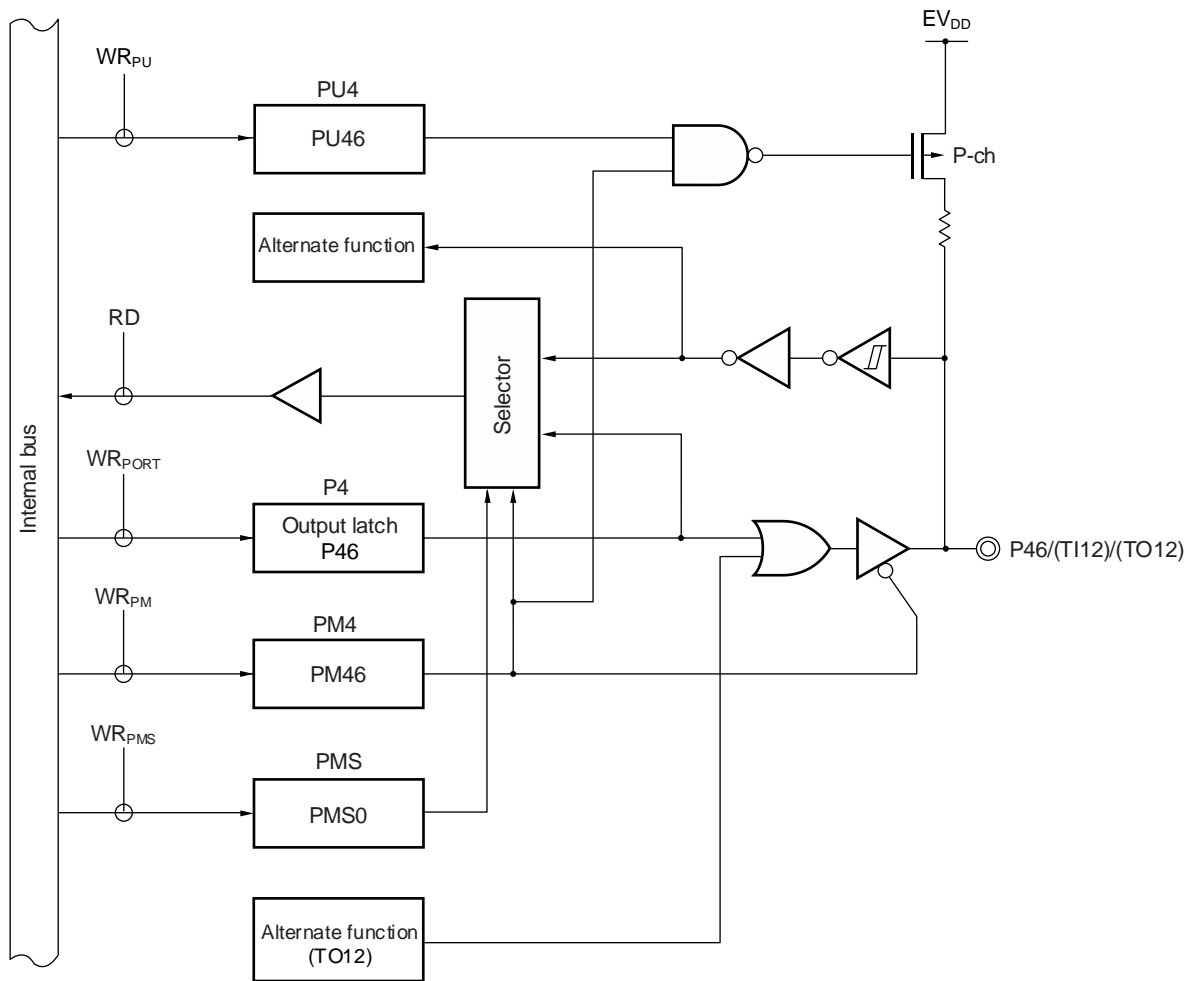 EVDD
WRPU
PU4
PU46
P-ch
Alternate function
RD
Selector
Internal bus
WRPORT
P4
Output latch
P46
P46/(TI12)/(TO12)
WRPM
PM4
PM46
WRPMS
PMS
PMS0
Alternate function
(TO12)